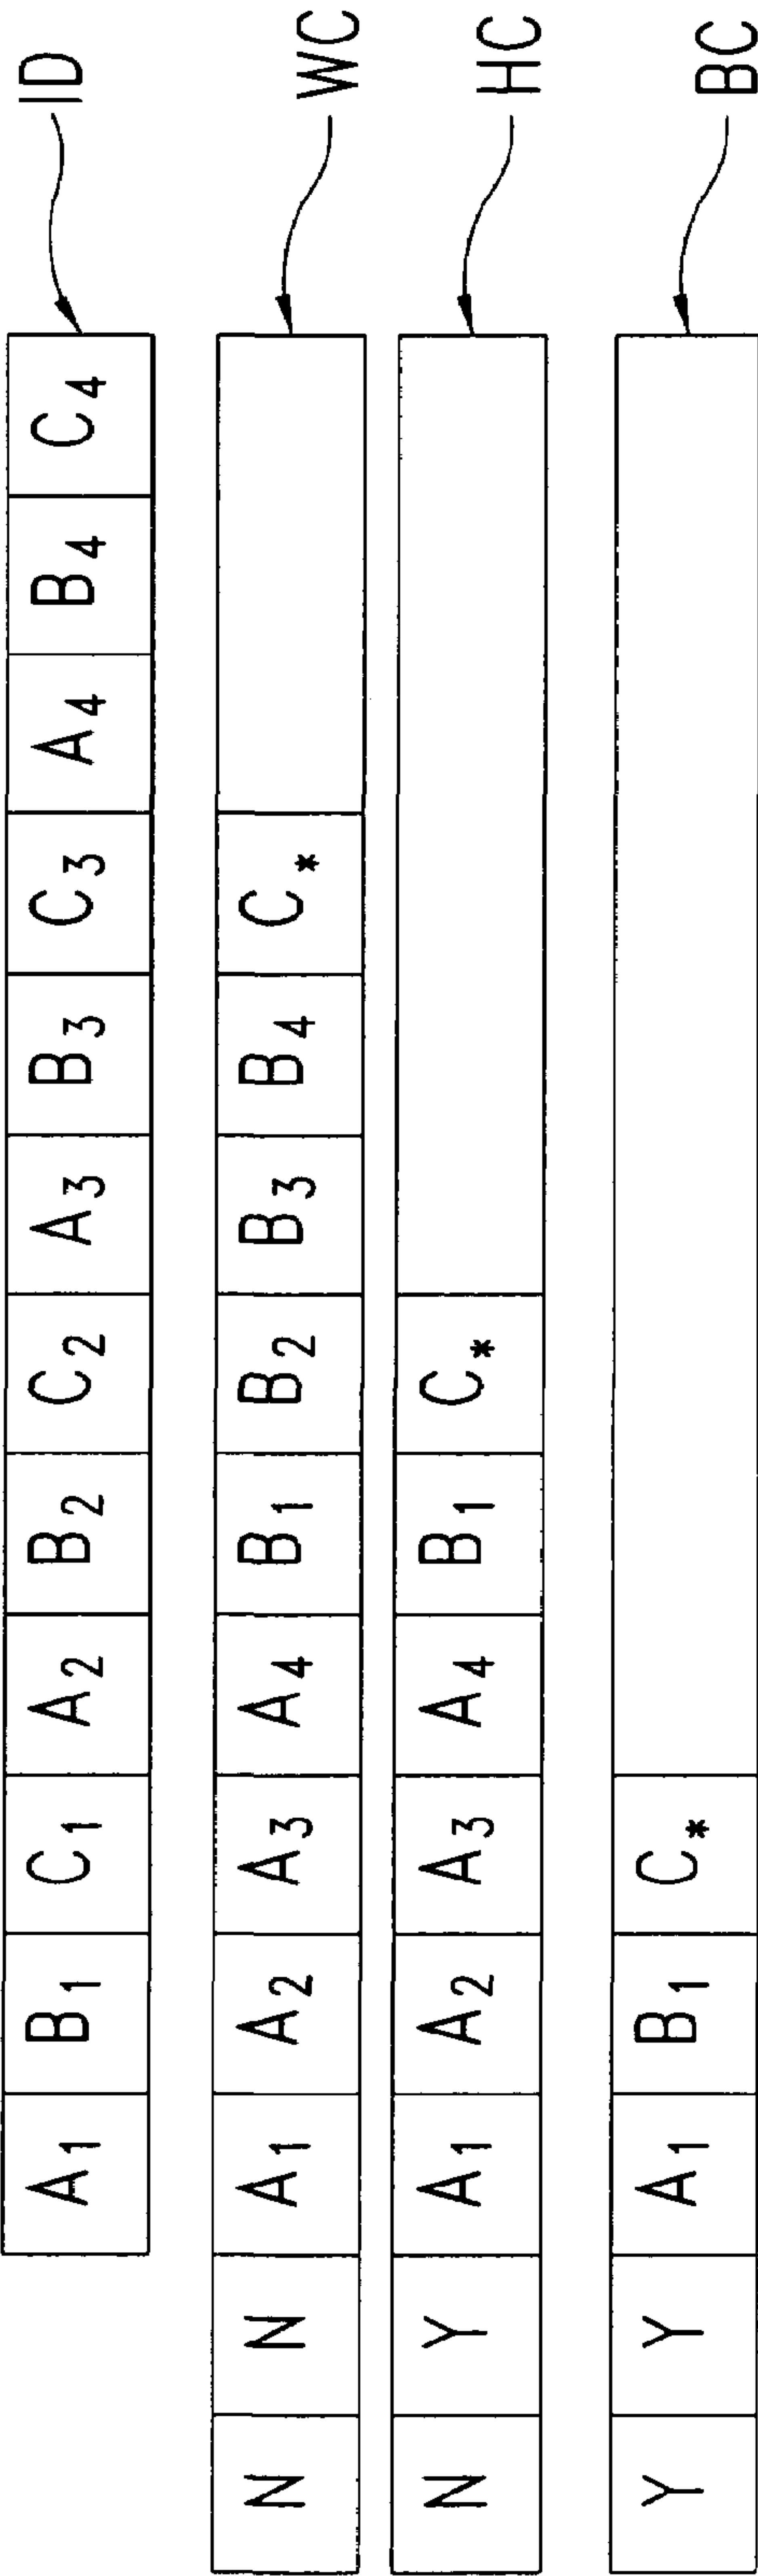 A1 B1 C1 A2 B2 C2 A3 B3 C3 A4 B4 C4 ID
N N A1 A2 A3 A4 B1 B2 B3 B4 C* WC
N Y A1 A2 A3 A4 B1 C* HC
Y Y A1 B1 C* BC